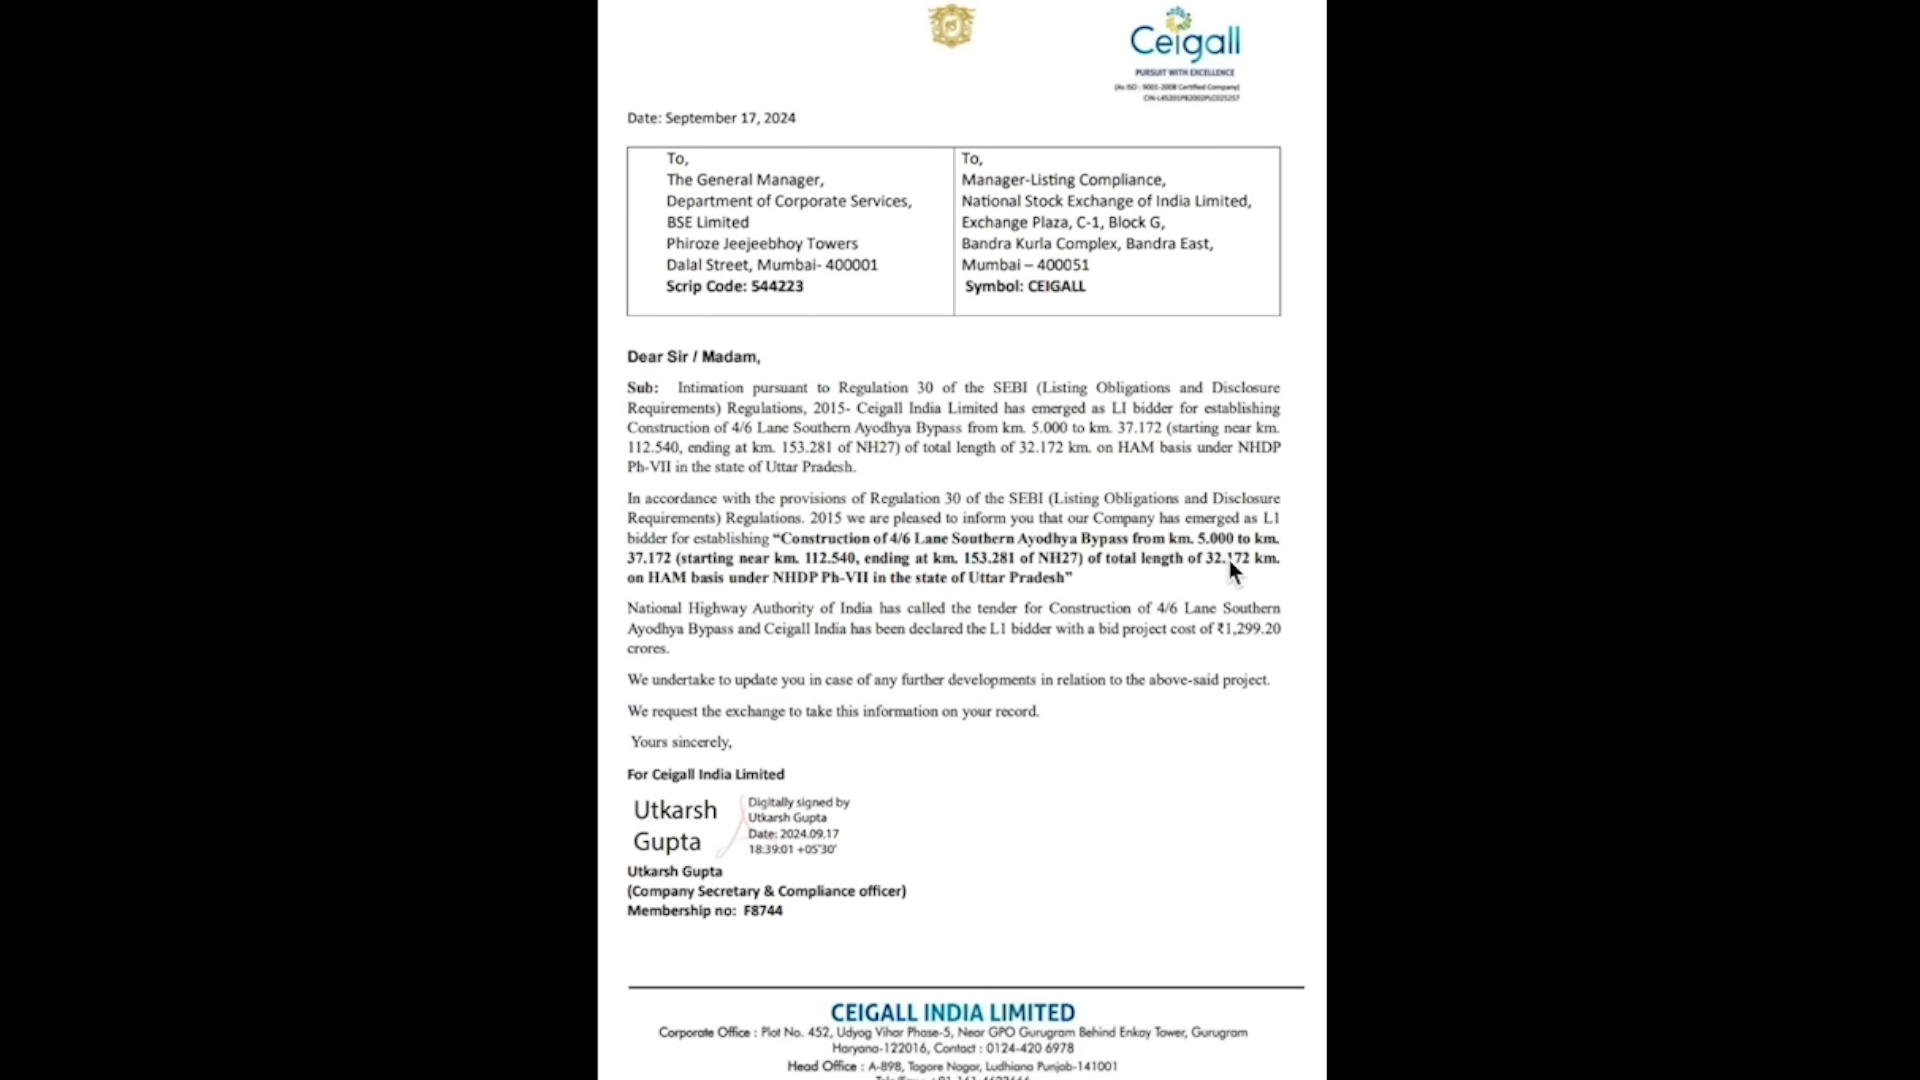 Ceigall
PURSUIT WITH EXCELLENCE
(As ISO : 9001-2008 Certified Company)
CIN-L45201PB2002PLC025257
Date: September 17, 2024
To,
The General Manager,
Department of Corporate Services,
BSE Limited
Phiroze Jeejeebhoy Towers
Dalal Street, Mumbai- 400001
Scrip Code: 544223
To,
Manager-Listing Compliance,
National Stock Exchange of India Limited,
Exchange Plaza, C-1, Block G,
Bandra Kurla Complex, Bandra East,
Mumbai – 400051
Symbol: CEIGALL
Dear Sir / Madam,
Sub: Intimation pursuant to Regulation 30 of the SEBI (Listing Obligations and Disclosure
Requirements) Regulations, 2015- Ceigall India Limited has emerged as LI bidder for establishing
Construction of 4/6 Lane Southern Ayodhya Bypass from km. 5.000 to km. 37.172 (starting near km.
112.540, ending at km. 153.281 of NH27) of total length of 32.172 km. on HAM basis under NHDP
Ph-VII in the state of Uttar Pradesh.
In accordance with the provisions of Regulation 30 of the SEBI (Listing Obligations and Disclosure
Requirements) Regulations. 2015 we are pleased to inform you that our Company has emerged as L1
bidder for establishing “Construction of 4/6 Lane Southern Ayodhya Bypass from km. 5.000 to km.
37.172 (starting near km. 112.540, ending at km. 153.281 of NH27) of total length of 32.172 km.
on HAM basis under NHDP Ph-VII in the state of Uttar Pradesh”
National Highway Authority of India has called the tender for Construction of 4/6 Lane Southern
Ayodhya Bypass and Ceigall India has been declared the L1 bidder with a bid project cost of ₹1,299.20
crores.
We undertake to update you in case of any further developments in relation to the above-said project.
We request the exchange to take this information on your record.
Yours sincerely,
For Ceigall India Limited
Utkarsh
Gupta
Digitally signed by
Utkarsh Gupta
Date: 2024.09.17
18:39:01 +05'30'
Utkarsh Gupta
(Company Secretary & Compliance officer)
Membership no: F8744
CEIGALL INDIA LIMITED
Corporate Office : Plot No. 452, Udyog Vihar Phase-5, Near GPO Gurugram Behind Enkay Tower, Gurugram
Haryana-122016, Contact : 0124-420 6978
Head Office : A-898, Tagore Nagar, Ludhiana Punjab-141001